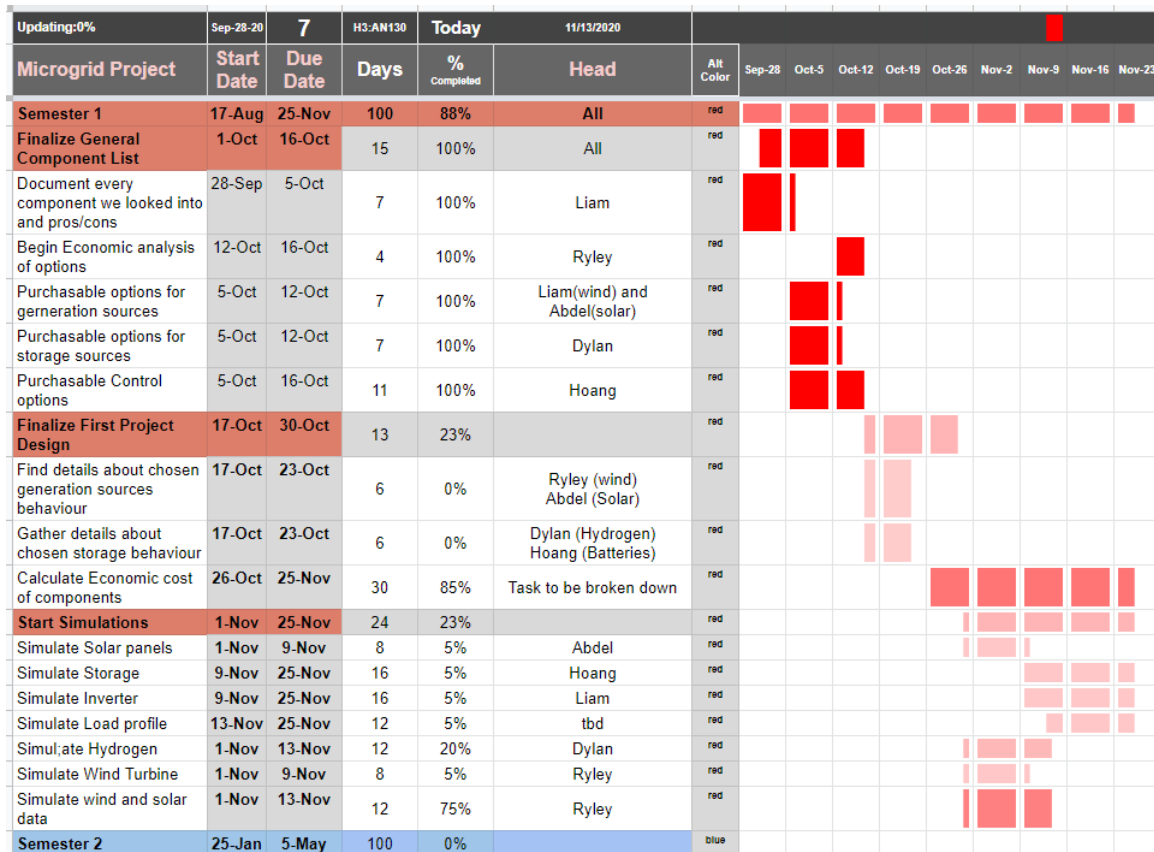 Updating:0% Sep-28-20 7 H3:AN130 Today 11/13/2020
Microgrid Project Start Date Due Date Days % Completed Head Alt Color Sep-28 Oct-5 Oct-12 Oct-19 Oct-26 Nov-2 Nov-9 Nov-16 Nov-23
Semester 1 17-Aug 25-Nov 100 88% All red
Finalize General 1-Oct 16-Oct 15 100% All red
Component List
Document every 28-Sep 5-Oct 7 100% Liam red
component we looked into
and pros/cons
Begin Economic analysis 12-Oct 16-Oct 4 100% Ryley red
of options
Purchasable options for 5-Oct 12-Oct 7 100% Liam(wind) and red
gerneration sources Abdel(solar)
Purchasable options for 5-Oct 12-Oct 7 100% Dylan red
storage sources
Purchasable Control 5-Oct 16-Oct 11 100% Hoang red
options
Finalize First Project 17-Oct 30-Oct 13 23% red
Design
Find details about chosen 17-Oct 23-Oct 6 0% Ryley (wind) red
generation sources Abdel (Solar)
behaviour
Gather details about 17-Oct 23-Oct 6 0% Dylan (Hydrogen) red
chosen storage behaviour Hoang (Batteries)
Calculate Economic cost 26-Oct 25-Nov 30 85% Task to be broken down red
of components
Start Simulations 1-Nov 25-Nov 24 23% red
Simulate Solar panels 1-Nov 9-Nov 8 5% Abdel red
Simulate Storage 9-Nov 25-Nov 16 5% Hoang red
Simulate Inverter 9-Nov 25-Nov 16 5% Liam red
Simulate Load profile 13-Nov 25-Nov 12 5% tbd red
Simul;ate Hydrogen 1-Nov 13-Nov 12 20% Dylan red
Simulate Wind Turbine 1-Nov 9-Nov 8 5% Ryley red
Simulate wind and solar 1-Nov 13-Nov 12 75% Ryley red
data
Semester 2 25-Jan 5-May 100 0% blue